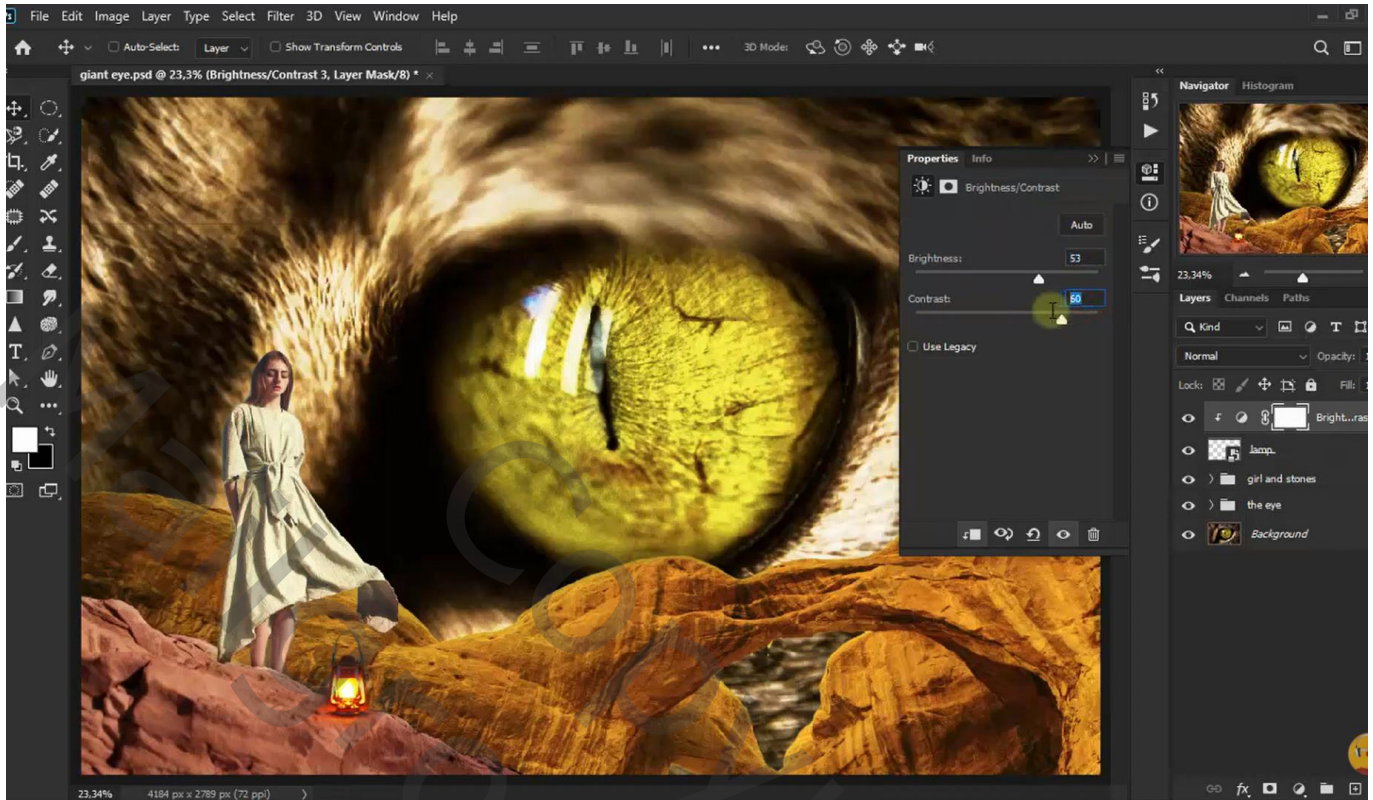 Ps File Edit Image Layer Type Select Filter 3D View Window Help
Auto-Select: Layer Show Transform Controls 3D Mode:
giant eye.psd @ 23,3% (Brightness/Contrast 3, Layer Mask/8) * ×
Navigator Histogram
Properties Info
Brightness/Contrast
Auto
Brightness: 53
Contrast: 60
Use Legacy
23,34%
Layers Channels Paths
Kind
Normal Opacity: 1
Lock: Fill: 1
Bright...ras
lamp
girl and stones
the eye
Background
23,34% 4184 px x 2789 px (72 ppi)